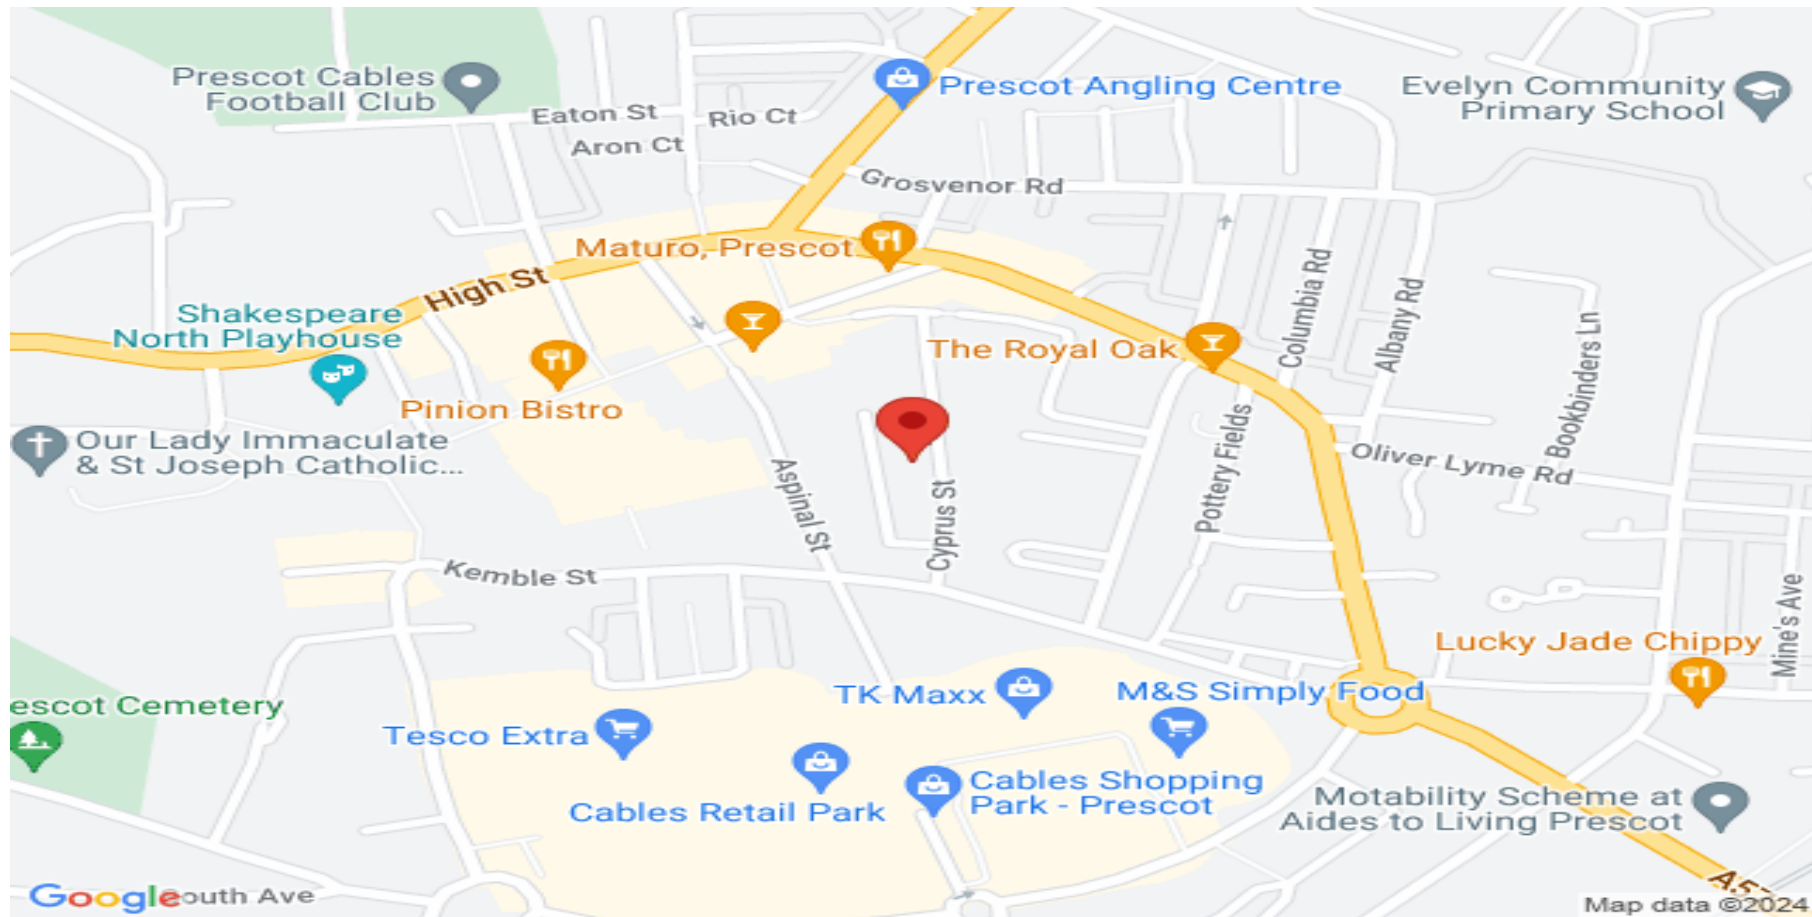 Prescot Cables
Football Club
Eaton St
Rio Ct
Aron Ct
Prescot Angling Centre
Evelyn Community
Primary School
Grosvenor Rd
Maturo, Prescot
High St
Shakespeare
North Playhouse
Pinion Bistro
The Royal Oak
Columbia Rd
Albany Rd
Bookbinders Ln
Our Lady Immaculate
& St Joseph Catholic...
Aspinal St
Cyprus St
Pottery Fields
Oliver Lyme Rd
Kemble St
Mine's Ave
Lucky Jade Chippy
escot Cemetery
TK Maxx
M&S Simply Food
Tesco Extra
Cables Retail Park
Cables Shopping
Park - Prescot
Motability Scheme at
Aides to Living Prescot
Google
outh Ave
Map data ©2024